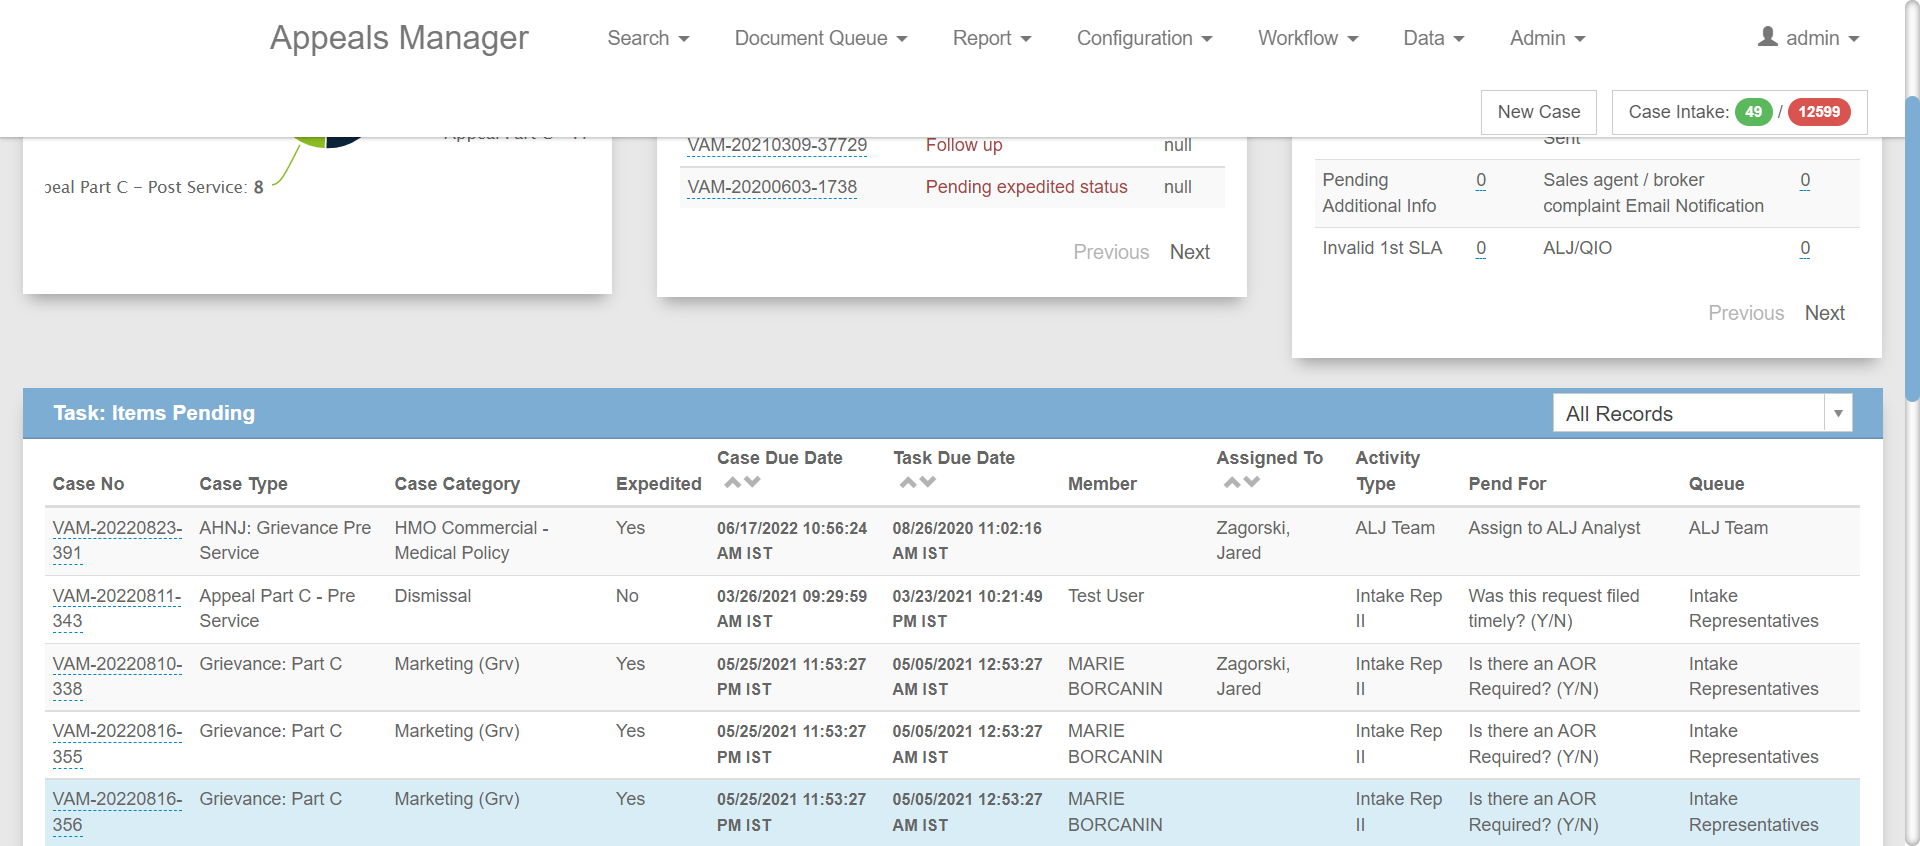 Appeals Manager
Search
Document Queue
Report
Configuration
Workflow
Data
Admin
admin
New Case
Case Intake: 49 / 12599
peal Part C - Post Service: 8
VAM-20210309-37729 Follow up null
VAM-20200603-1738 Pending expedited status null
Previous Next
Sent
Pending 0 Sales agent / broker 0
Additional Info complaint Email Notification
Invalid 1st SLA 0 ALJ/QIO 0
Previous Next
Task: Items Pending
All Records
Case Due Date Task Due Date Assigned To Activity
Case No Case Type Case Category Expedited Member Type Pend For Queue
VAM-20220823- AHNJ: Grievance Pre HMO Commercial - Yes 06/17/2022 10:56:24 08/26/2020 11:02:16 Zagorski, ALJ Team Assign to ALJ Analyst ALJ Team
391 Service Medical Policy AM IST AM IST Jared
VAM-20220811- Appeal Part C - Pre Dismissal No 03/26/2021 09:29:59 03/23/2021 10:21:49 Test User Intake Rep Was this request filed Intake
343 Service AM IST PM IST II timely? (Y/N) Representatives
VAM-20220810- Grievance: Part C Marketing (Grv) Yes 05/25/2021 11:53:27 05/05/2021 12:53:27 MARIE Zagorski, Intake Rep Is there an AOR Intake
338 PM IST AM IST BORCANIN Jared II Required? (Y/N) Representatives
VAM-20220816- Grievance: Part C Marketing (Grv) Yes 05/25/2021 11:53:27 05/05/2021 12:53:27 MARIE Intake Rep Is there an AOR Intake
355 PM IST AM IST BORCANIN II Required? (Y/N) Representatives
VAM-20220816- Grievance: Part C Marketing (Grv) Yes 05/25/2021 11:53:27 05/05/2021 12:53:27 MARIE Intake Rep Is there an AOR Intake
356 PM IST AM IST BORCANIN II Required? (Y/N) Representatives